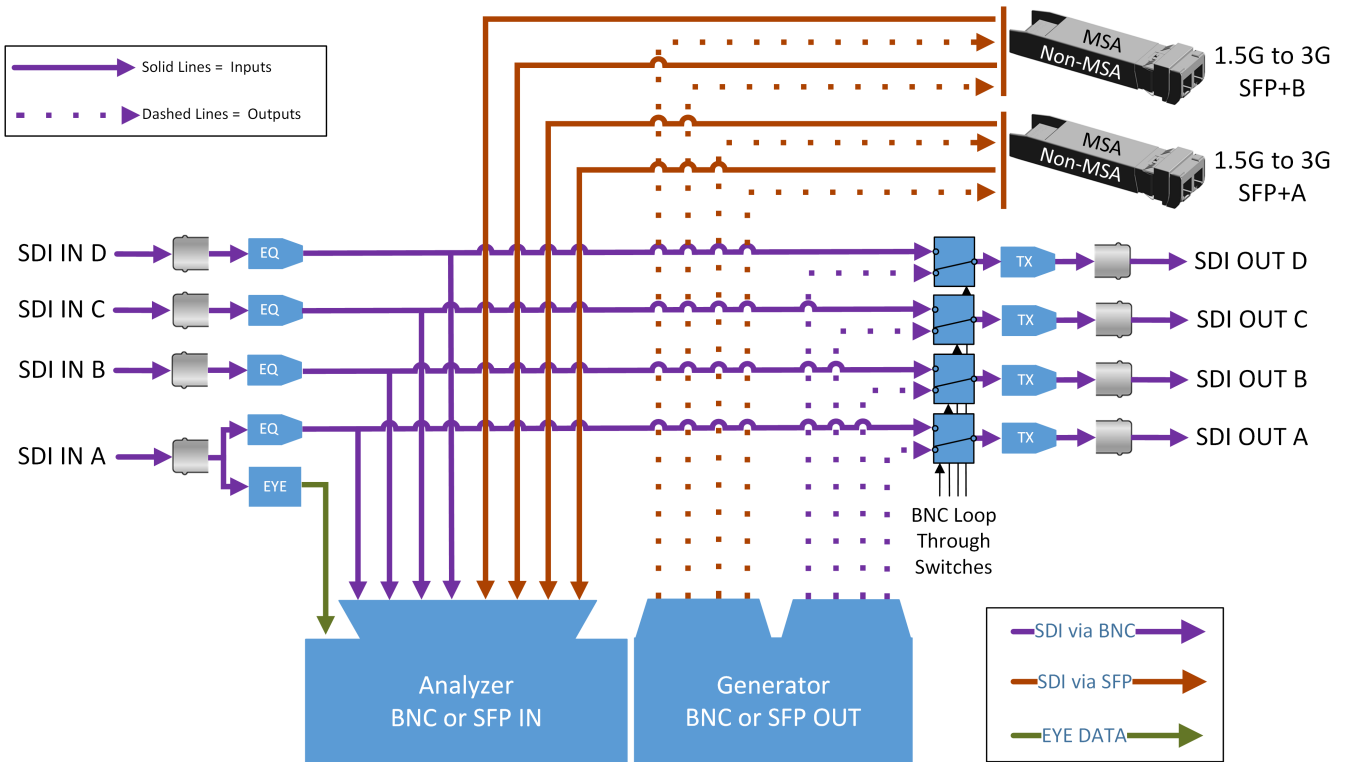 Solid Lines = Inputs
Dashed Lines = Outputs
MSA
Non-MSA
1.5G to 3G
SFP+B
MSA
Non-MSA
1.5G to 3G
SFP+A
SDI IN D
EQ
TX
SDI OUT D
SDI IN C
EQ
TX
SDI OUT C
SDI IN B
EQ
TX
SDI OUT B
SDI IN A
EQ
EYE
TX
SDI OUT A
BNC Loop
Through
Switches
Analyzer
BNC or SFP IN
Generator
BNC or SFP OUT
SDI via BNC
SDI via SFP
EYE DATA